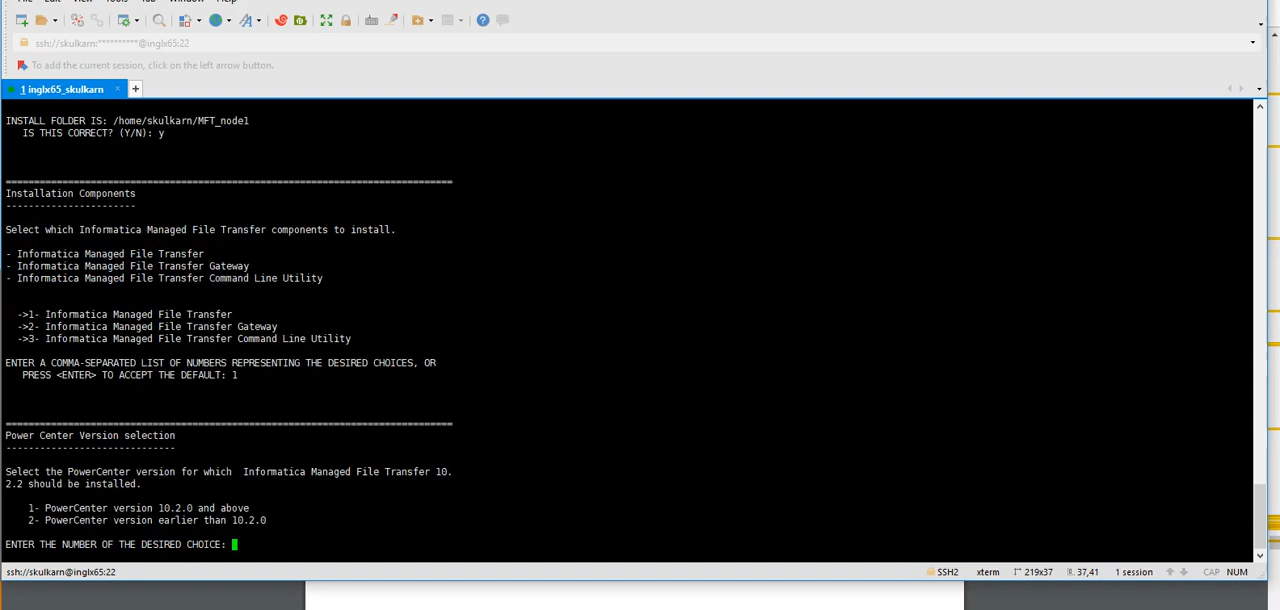 File Edit View Tools Tab Window Help
ssh://skulkarn:**********@inglx65:22
To add the current session, click on the left arrow button.
1 inglx65_skulkarn × +
INSTALL FOLDER IS: /home/skulkarn/MFT_node1
IS THIS CORRECT? (Y/N): y
===============================================================================
Installation Components
-----------------------
Select which Informatica Managed File Transfer components to install.
- Informatica Managed File Transfer
- Informatica Managed File Transfer Gateway
- Informatica Managed File Transfer Command Line Utility
->1- Informatica Managed File Transfer
->2- Informatica Managed File Transfer Gateway
->3- Informatica Managed File Transfer Command Line Utility
ENTER A COMMA-SEPARATED LIST OF NUMBERS REPRESENTING THE DESIRED CHOICES, OR
PRESS <ENTER> TO ACCEPT THE DEFAULT: 1
===============================================================================
Power Center Version selection
------------------------------
Select the PowerCenter version for which  Informatica Managed File Transfer 10.
2.2 should be installed.
1- PowerCenter version 10.2.0 and above
2- PowerCenter version earlier than 10.2.0
ENTER THE NUMBER OF THE DESIRED CHOICE:
ssh://skulkarn@inglx65:22 SSH2 xterm 219x37 37,41 1 session CAP NUM